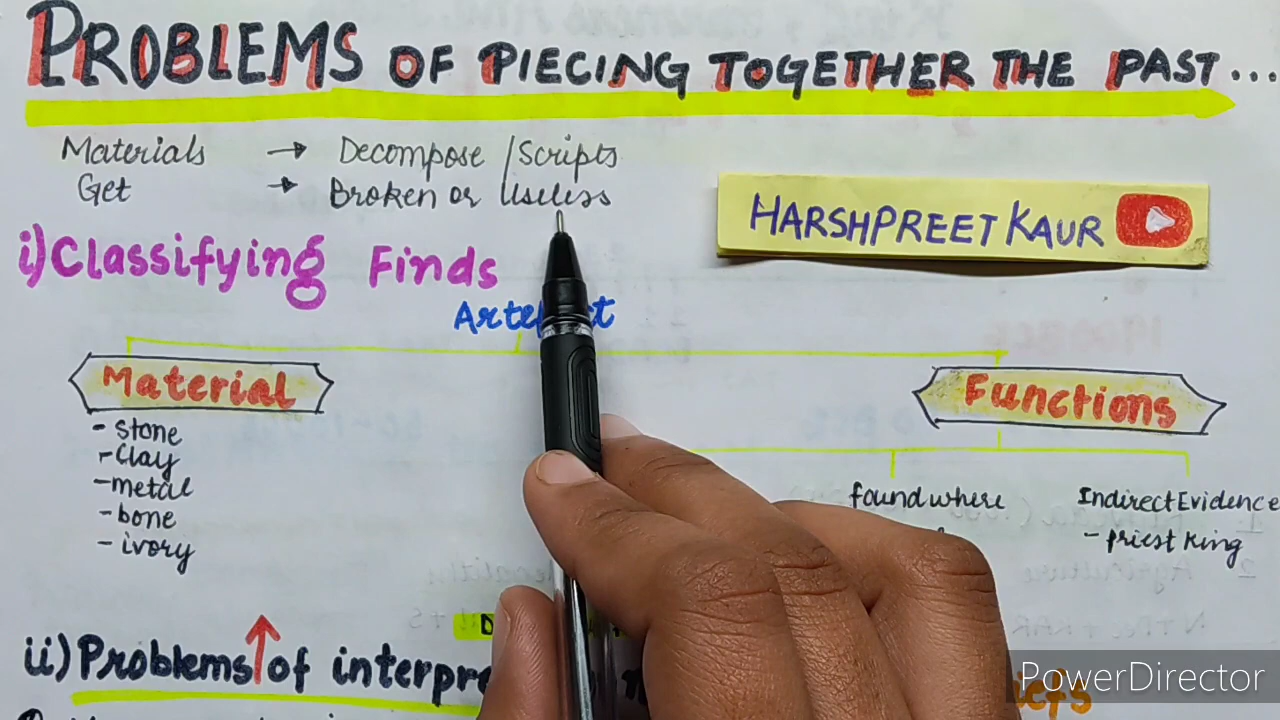 PROBLEMS OF PIECING TOGETHER THE PAST...
Materials → Decompose / Scripts
Get → Broken or Useless
HARSHPREET KAUR
i) Classifying Finds
Material
Functions
- stone
- Clay
- metal
- bone
- ivory
found where
Indirect Evidence
- Priest King
ii) Problems of
PowerDirector